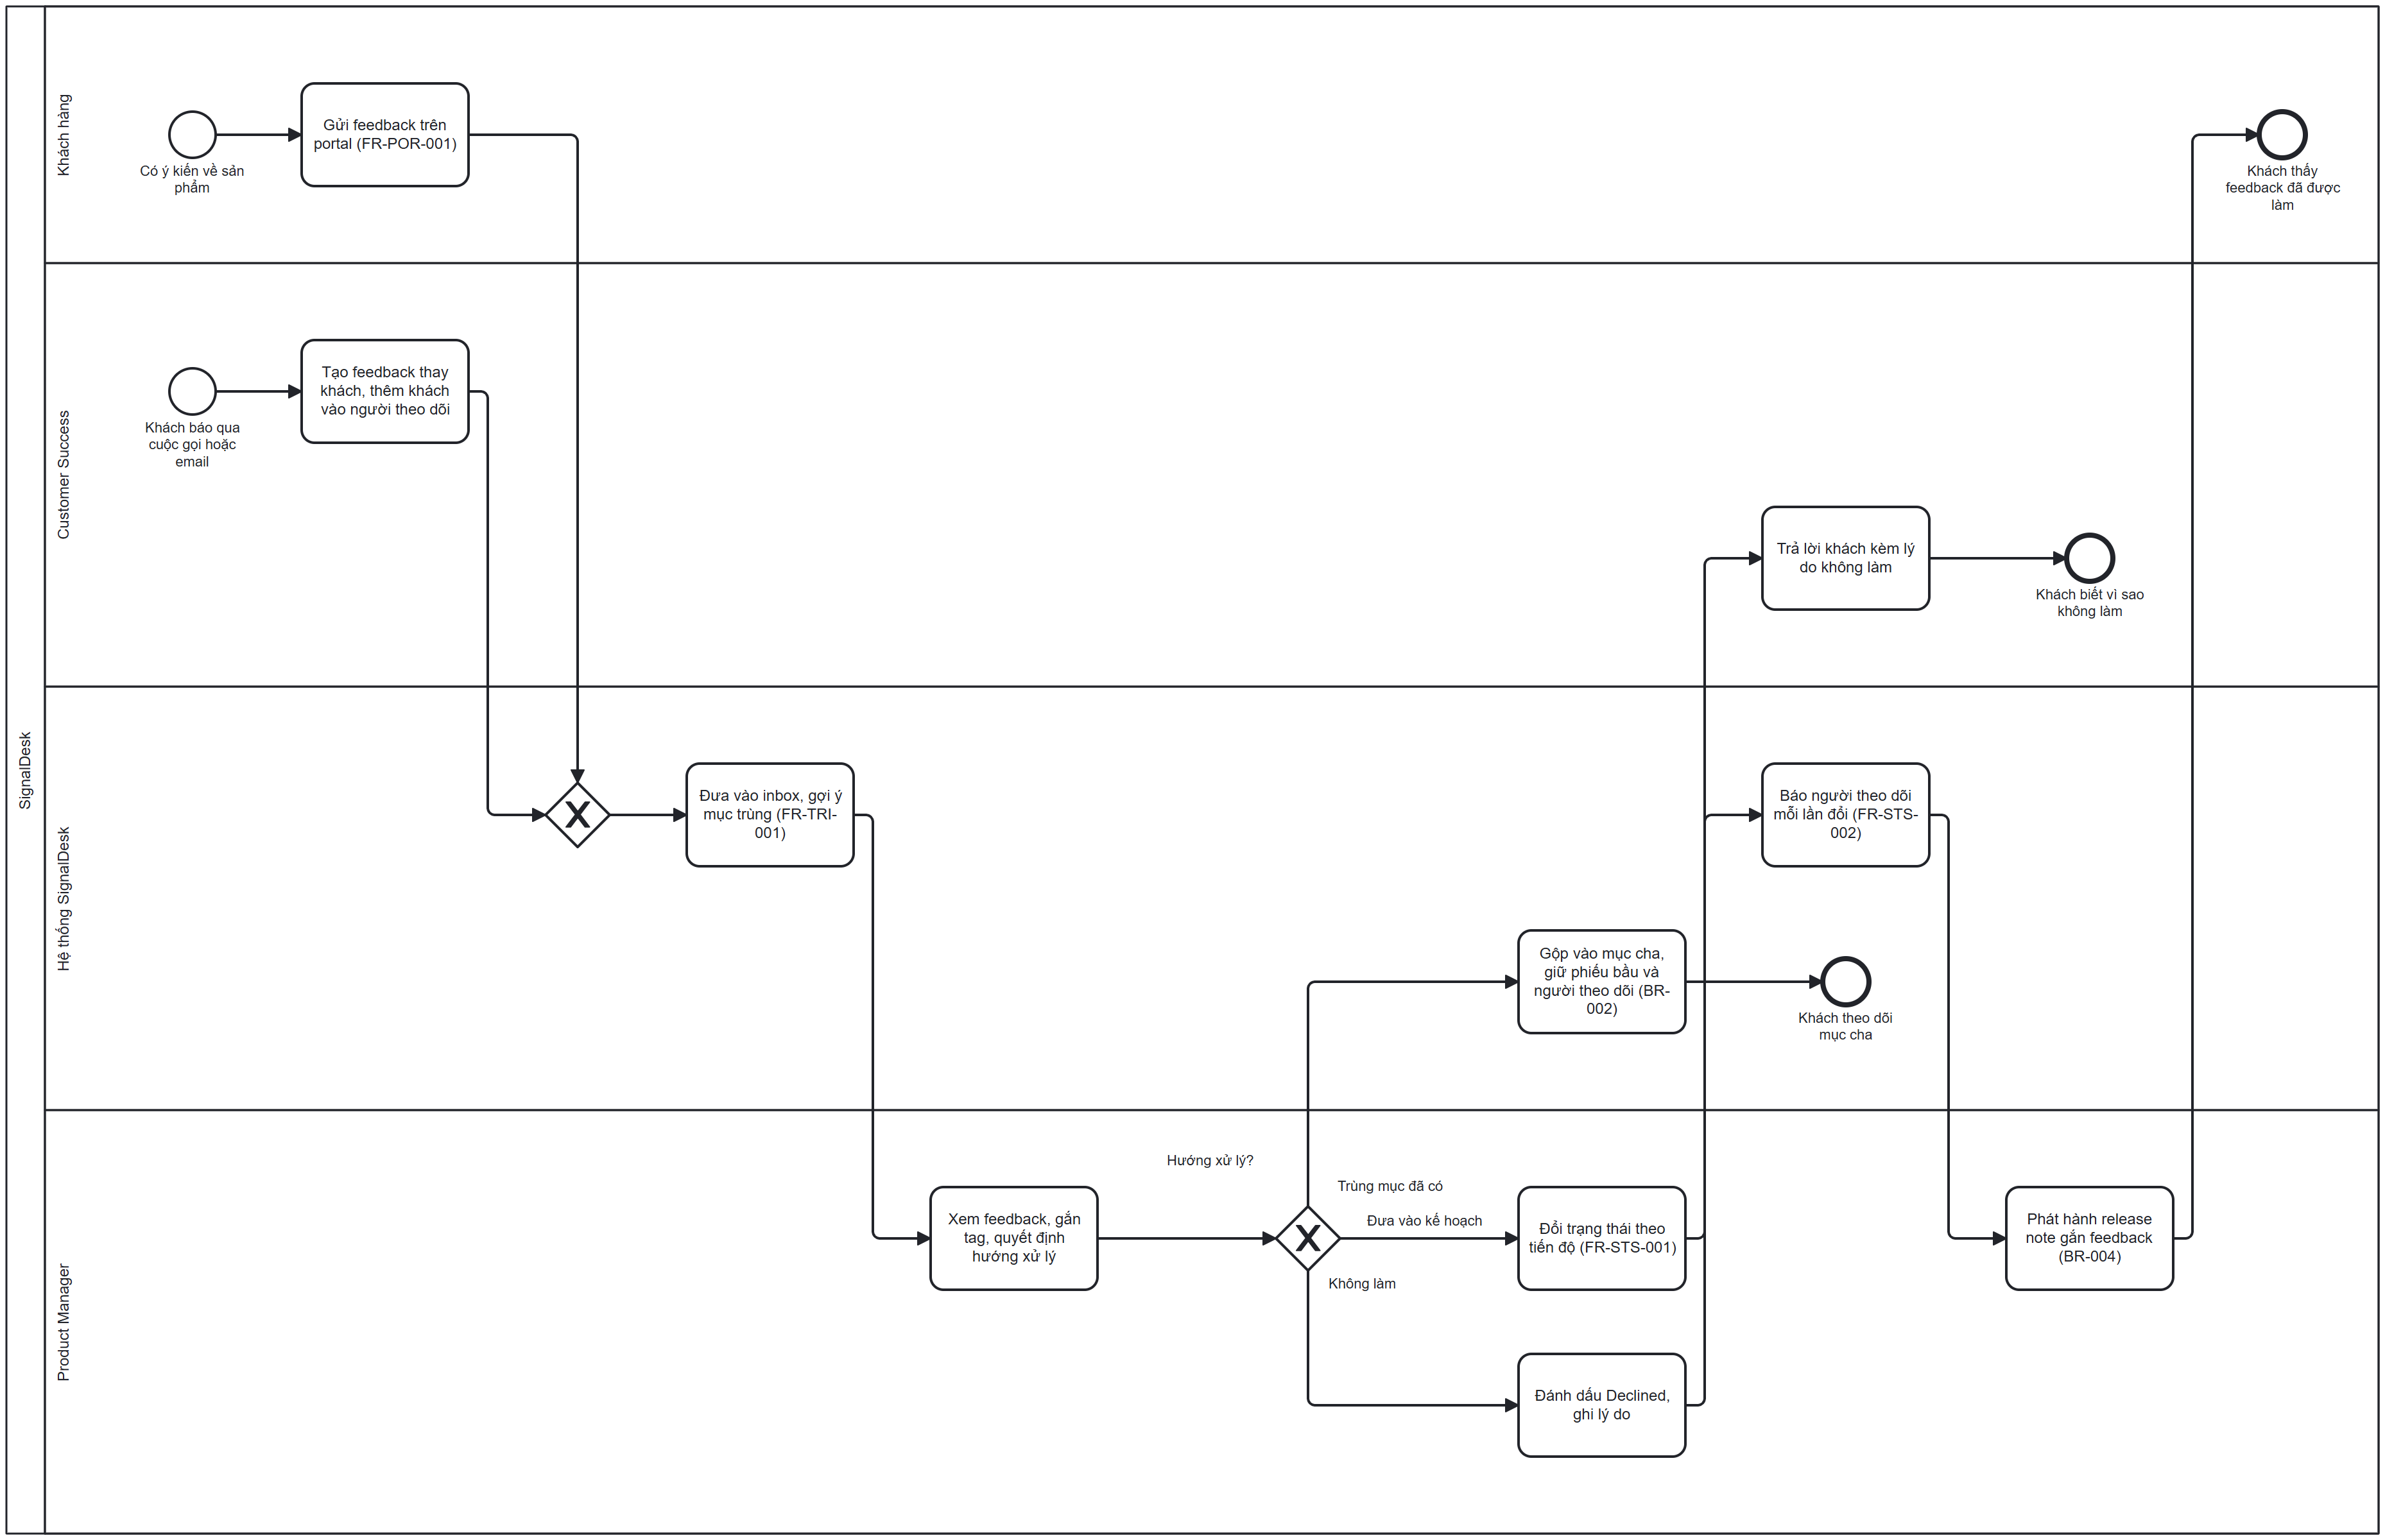 SignalDesk
Khách hàng
Có ý kiến về sản
phẩm
Gửi feedback trên
portal (FR-POR-001)
Khách thấy
feedback đã được
làm
Customer Success
Khách báo qua
cuộc gọi hoặc
email
Tạo feedback thay
khách, thêm khách
vào người theo dõi
Trả lời khách kèm lý
do không làm
Khách biết vì sao
không làm
Hệ thống SignalDesk
X
Đưa vào inbox, gợi ý
mục trùng (FR-TRI-
001)
Báo người theo dõi
mỗi lần đổi (FR-STS-
002)
Gộp vào mục cha,
giữ phiếu bầu và
người theo dõi (BR-
002)
Khách theo dõi
mục cha
Product Manager
Xem feedback, gắn
tag, quyết định
hướng xử lý
Hướng xử lý?
X
Trùng mục đã có
Đưa vào kế hoạch
Không làm
Đổi trạng thái theo
tiến độ (FR-STS-001)
Đánh dấu Declined,
ghi lý do
Phát hành release
note gắn feedback
(BR-004)